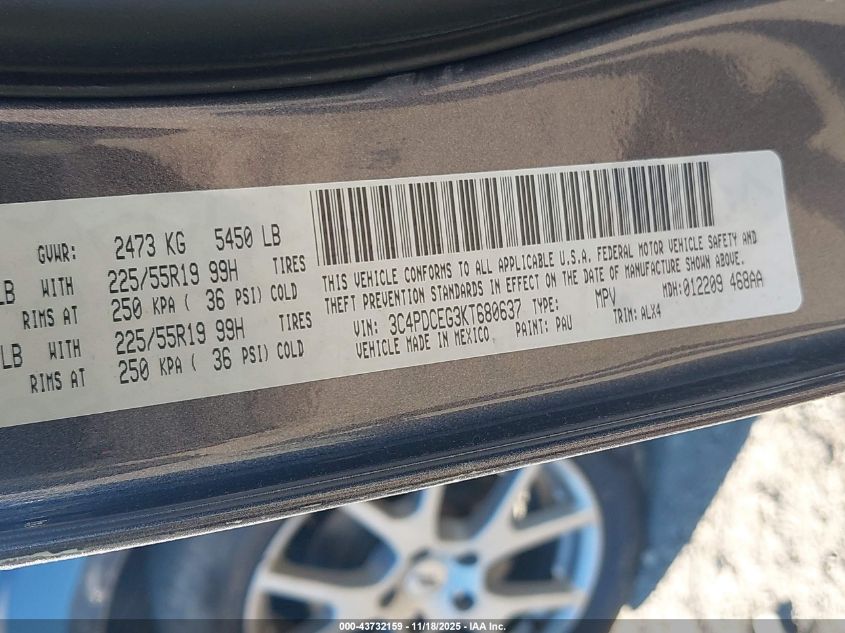 GVWR: 2473 KG 5450 LB
LB WITH 225/55R19 99H TIRES
RIMS AT 250 KPA ( 36 PSI) COLD
LB WITH 225/55R19 99H TIRES
RIMS AT 250 KPA ( 36 PSI) COLD
THIS VEHICLE CONFORMS TO ALL APPLICABLE U.S.A. FEDERAL MOTOR VEHICLE SAFETY AND
THEFT PREVENTION STANDARDS IN EFFECT ON THE DATE OF MANUFACTURE SHOWN ABOVE.
VIN: 3C4PDCEG3KT680637 TYPE: MPV MDH: 012209 468AA
VEHICLE MADE IN MEXICO. PAINT: PAU TRIM: ALX4
000-43732159 - 11/18/2025 - IAA Inc.